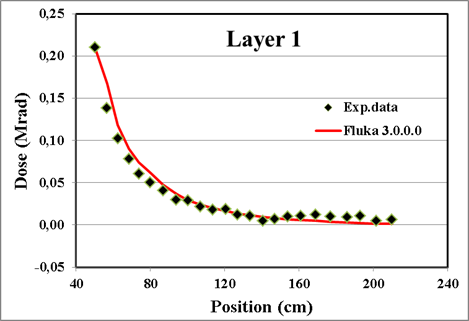 Layer 1
0,25
0,20
0,15
0,10
0,05
0,00
-0,05
Dose (Mrad)
Exp.data
Fluka 3.0.0.0
40
80
120
160
200
240
Position (cm)